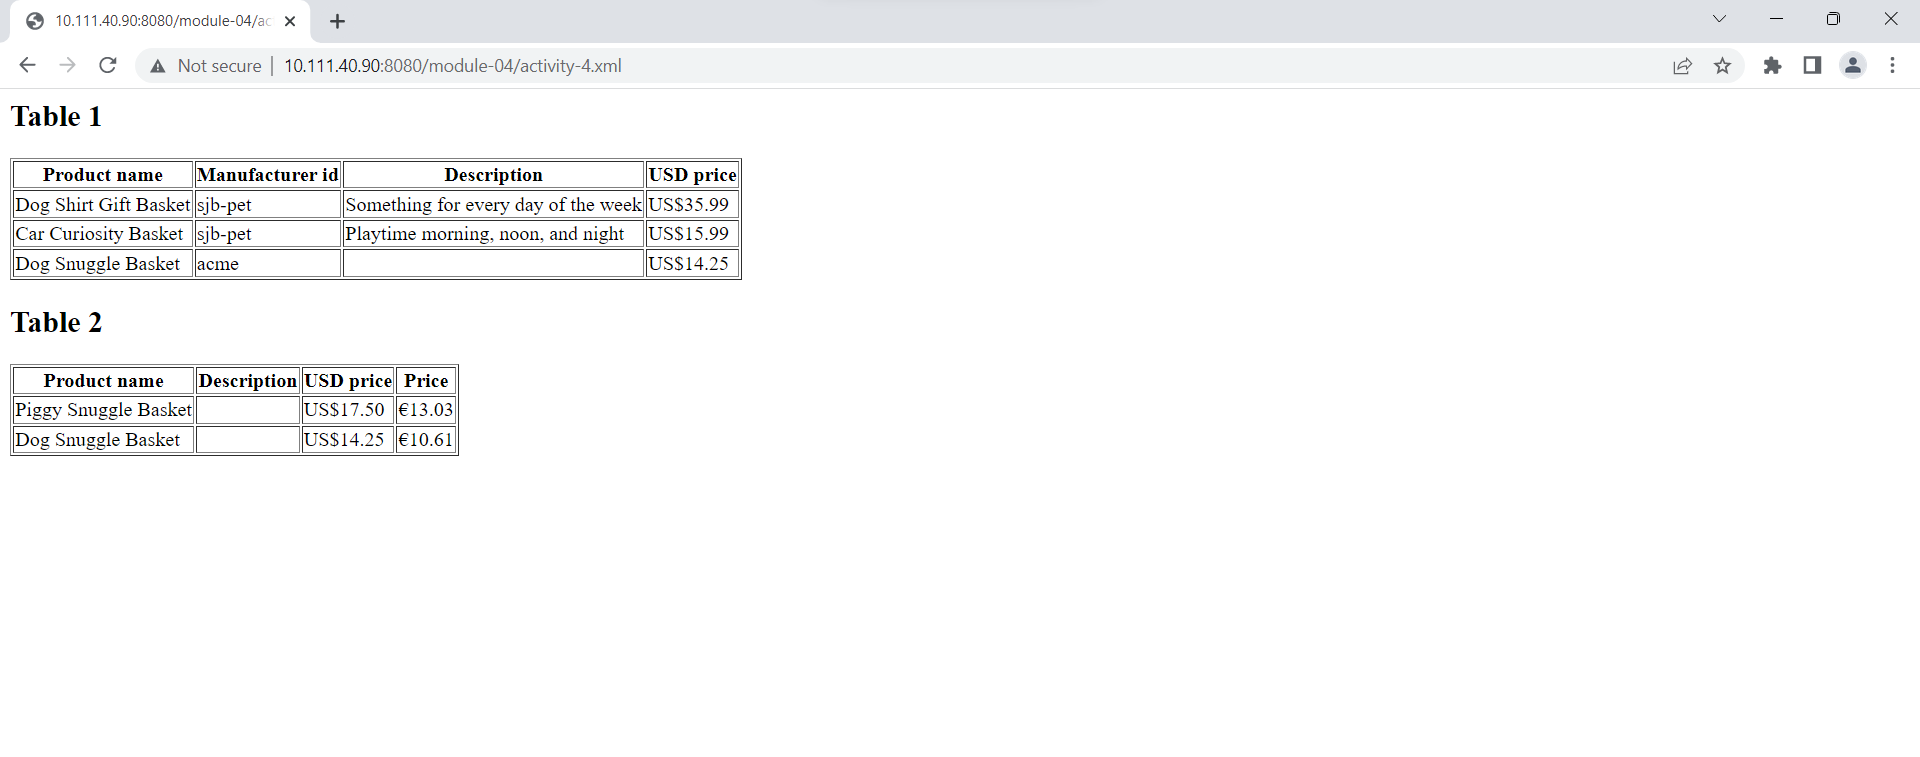 10.111.40.90:8080/module-04/ac
Not secure | 10.111.40.90:8080/module-04/activity-4.xml
Table 1
Product name Manufacturer id Description USD price
Dog Shirt Gift Basket sjb-pet Something for every day of the week US$35.99
Car Curiosity Basket sjb-pet Playtime morning, noon, and night US$15.99
Dog Snuggle Basket acme US$14.25
Table 2
Product name Description USD price Price
Piggy Snuggle Basket US$17.50 €13.03
Dog Snuggle Basket US$14.25 €10.61